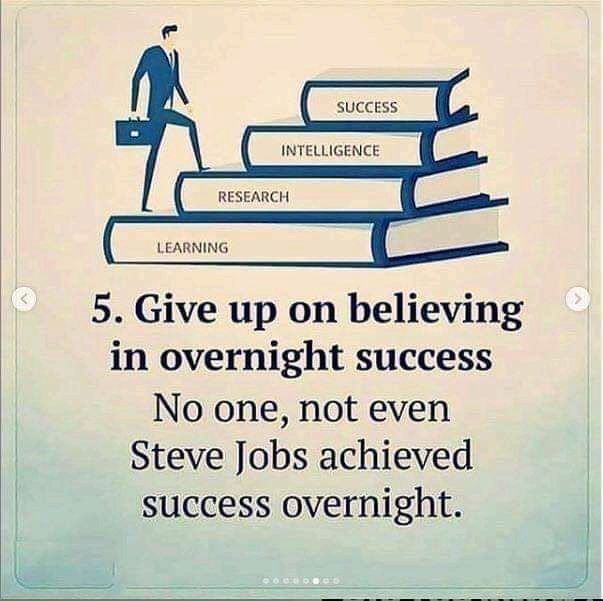 SUCCESS
INTELLIGENCE
RESEARCH
LEARNING
5. Give up on believing
in overnight success
No one, not even
Steve Jobs achieved
success overnight.